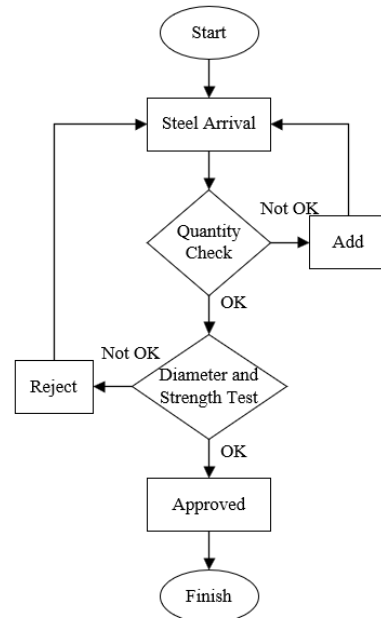 Start
Steel Arrival
Not OK
Quantity
Check
Add
OK
Not OK
Diameter and
Strength Test
Reject
OK
Approved
Finish